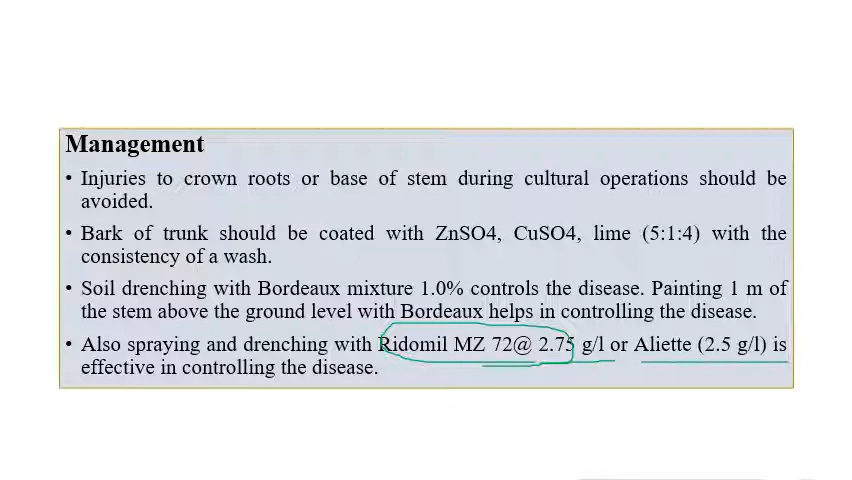 Management
• Injuries to crown roots or base of stem during cultural operations should be
avoided.
• Bark of trunk should be coated with ZnSO4, CuSO4, lime (5:1:4) with the
consistency of a wash.
• Soil drenching with Bordeaux mixture 1.0% controls the disease. Painting 1 m of
the stem above the ground level with Bordeaux helps in controlling the disease.
• Also spraying and drenching with Ridomil MZ 72@ 2.75 g/l or Aliette (2.5 g/l) is
effective in controlling the disease.